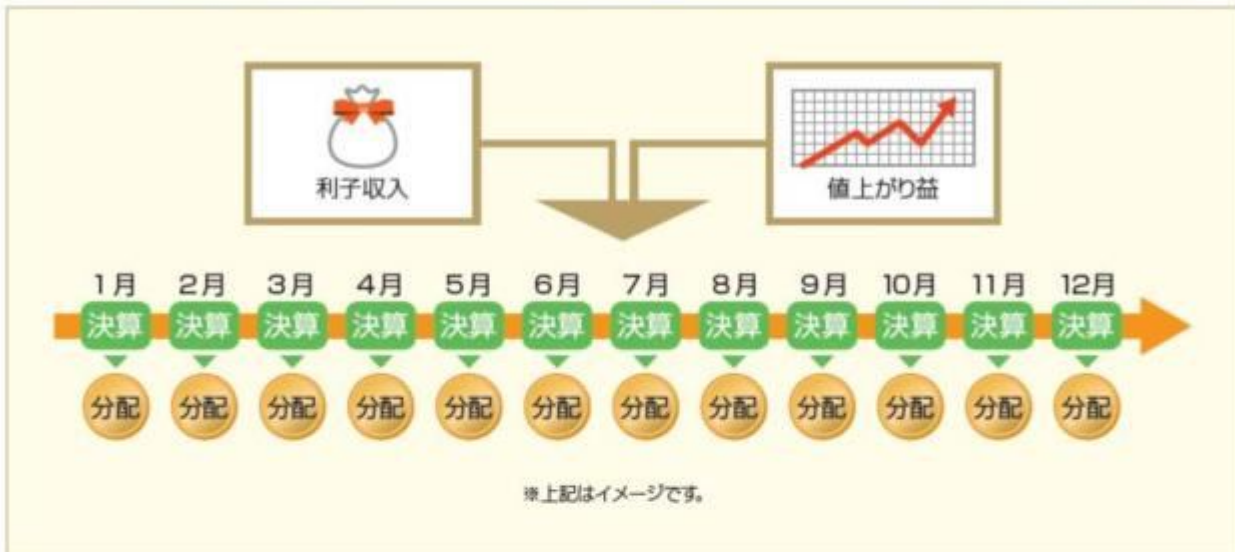 利子収入
値上がり益
1月 2月 3月 4月 5月 6月 7月 8月 9月 10月 11月 12月
決算 決算 決算 決算 決算 決算 決算 決算 決算 決算 決算 決算
分配 分配 分配 分配 分配 分配 分配 分配 分配 分配 分配 分配
※上記はイメージです。